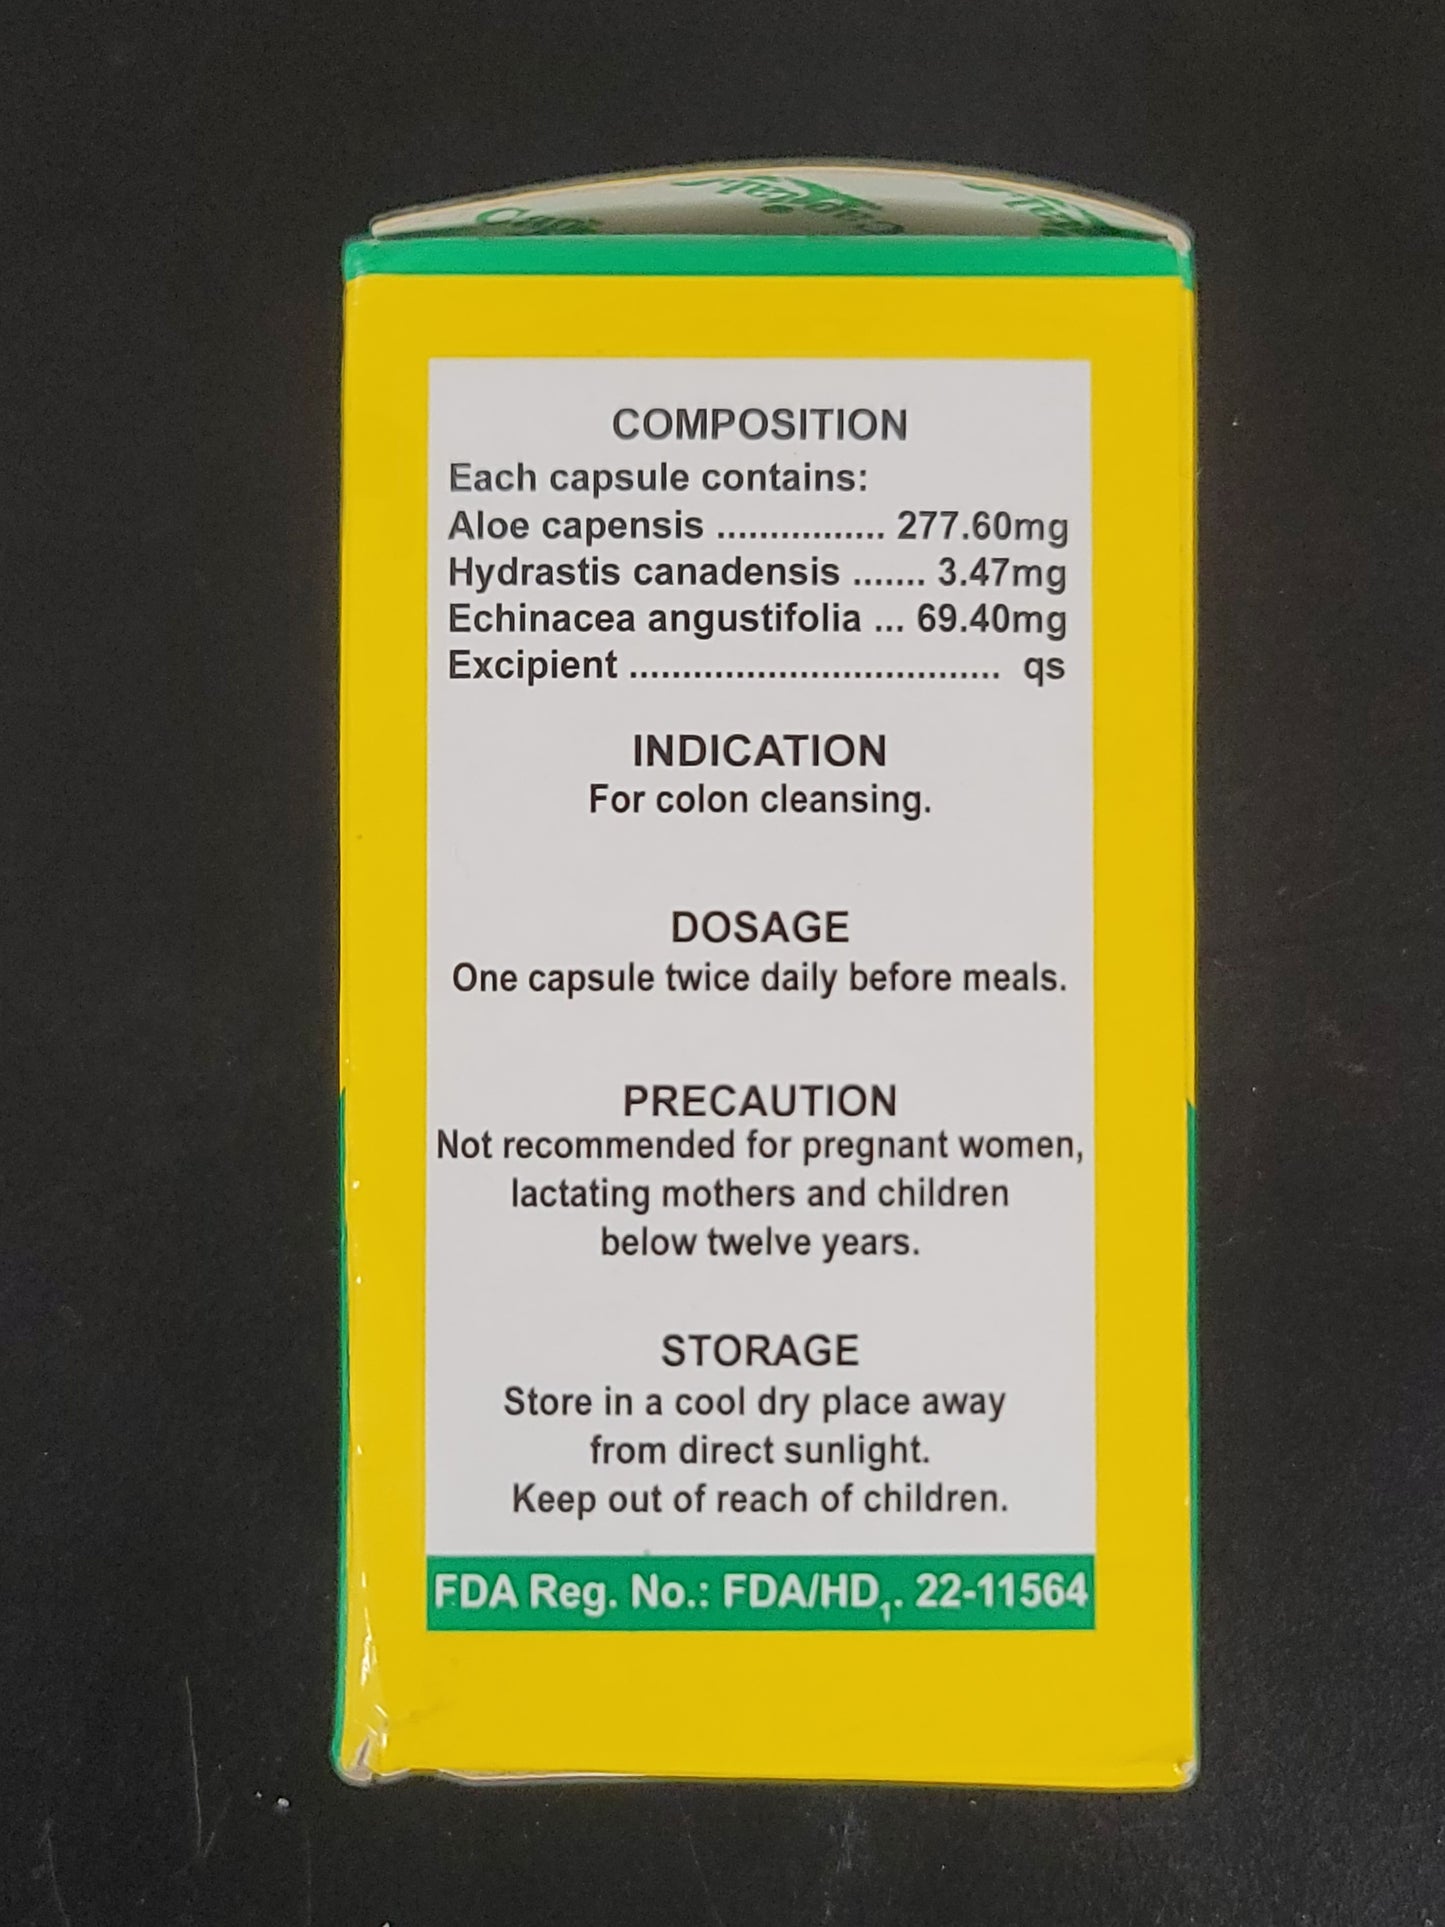 COMPOSITION
Each capsule contains:
Aloe capensis ................ 277.60mg
Hydrastis canadensis ....... 3.47mg
Echinacea angustifolia ... 69.40mg
Excipient ................................... qs
INDICATION
For colon cleansing.
DOSAGE
One capsule twice daily before meals.
PRECAUTION
Not recommended for pregnant women,
lactating mothers and children
below twelve years.
STORAGE
Store in a cool dry place away
from direct sunlight.
Keep out of reach of children.
FDA Reg. No.: FDA/HD₁. 22-11564